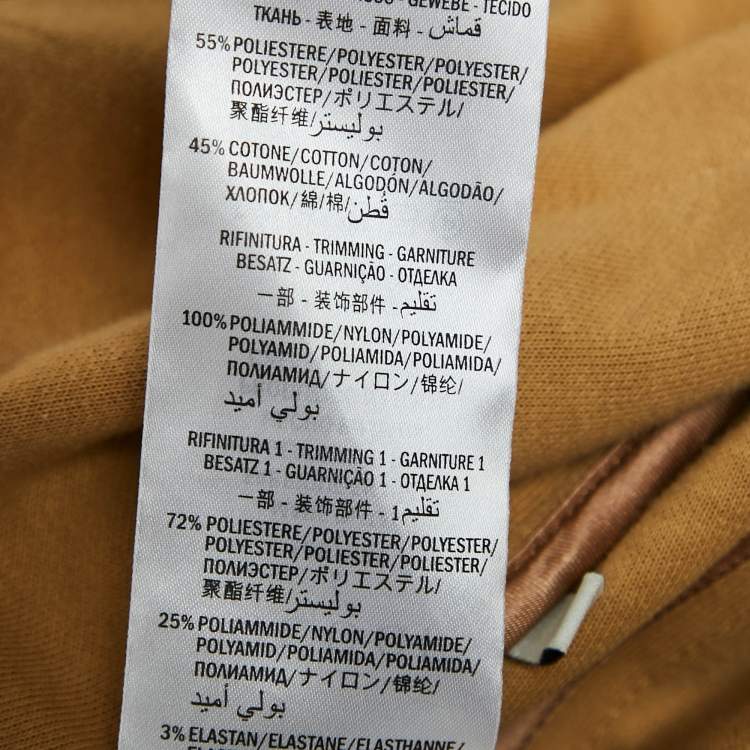 GEWEBE - TECIDO
ТКАНЬ - 表地 - 面料 - قماش
55% POLIESTERE/POLYESTER/POLYESTER/
POLYESTER/POLIESTER/POLIESTER/
ПОЛИЭСТЕР/ポリエステル/
聚酯纤维/بوليستر
45% COTONE/COTTON/COTON/
BAUMWOLLE/ALGODÓN/ALGODÃO/
ХЛОПОК/綿/棉/قُطن
RIFINITURA - TRIMMING - GARNITURE
BESATZ - GUARNIÇÃO - ОТДЕЛКА
一部 - 装饰部件 - تقليم
100% POLIAMMIDE/NYLON/POLYAMIDE/
POLYAMID/POLIAMIDA/POLIAMIDA/
ПОЛИАМИД/ナイロン/锦纶/
بولي أميد
RIFINITURA 1 - TRIMMING 1 - GARNITURE 1
BESATZ 1 - GUARNIÇÃO 1 - ОТДЕЛКА 1
一部 - 装饰部件 - 1تقليم
72% POLIESTERE/POLYESTER/POLYESTER/
POLYESTER/POLIESTER/POLIESTER/
ПОЛИЭСТЕР/ポリエステル/
聚酯纤维/بوليستر
25% POLIAMMIDE/NYLON/POLYAMIDE/
POLYAMID/POLIAMIDA/POLIAMIDA/
ПОЛИАМИД/ナイロン/锦纶/
بولي أميد
3% ELASTAN/ELASTANE/ELASTHANNE/